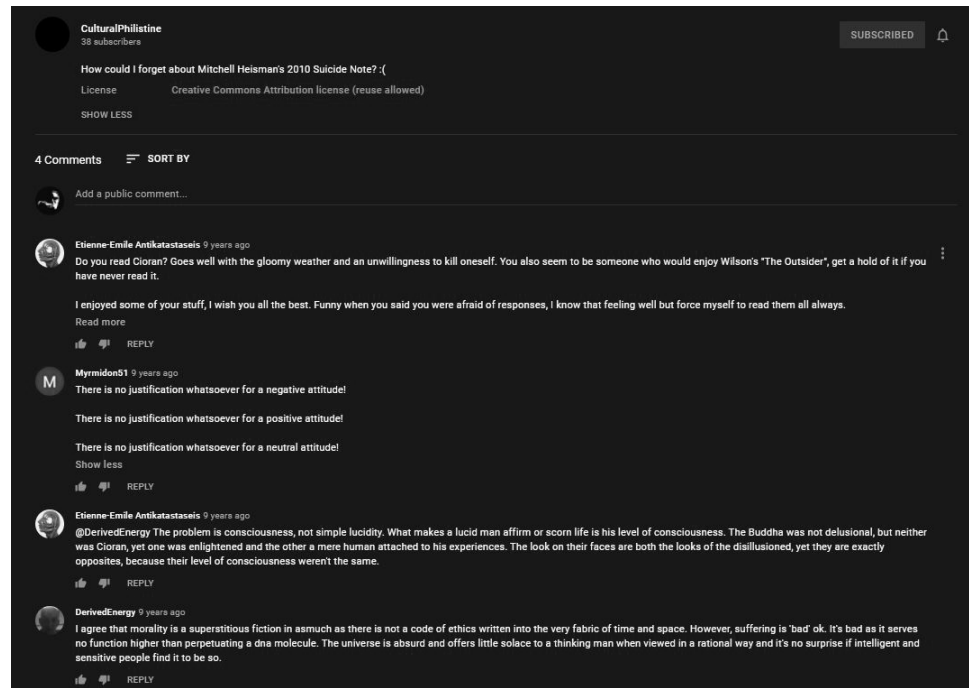 CulturalPhilistine
38 subscribers
SUBSCRIBED
How could I forget about Mitchell Heisman's 2010 Suicide Note? :(
License Creative Commons Attribution license (reuse allowed)
SHOW LESS
4 Comments SORT BY
Add a public comment...
Etienne-Emile Antikatastaseis 9 years ago
Do you read Cioran? Goes well with the gloomy weather and an unwillingness to kill oneself. You also seem to be someone who would enjoy Wilson's "The Outsider", get a hold of it if you
have never read it.
I enjoyed some of your stuff, I wish you all the best. Funny when you said you were afraid of responses, I know that feeling well but force myself to read them all always.
Read more
REPLY
M
Myrmidon51 9 years ago
There is no justification whatsoever for a negative attitude!
There is no justification whatsoever for a positive attitude!
There is no justification whatsoever for a neutral attitude!
Show less
REPLY
Etienne-Emile Antikatastaseis 9 years ago
@DerivedEnergy The problem is consciousness, not simple lucidity. What makes a lucid man affirm or scorn life is his level of consciousness. The Buddha was not delusional, but neither
was Cioran, yet one was enlightened and the other a mere human attached to his experiences. The look on their faces are both the looks of the disillusioned, yet they are exactly
opposites, because their level of consciousness weren't the same.
REPLY
DerivedEnergy 9 years ago
I agree that morality is a superstitious fiction in asmuch as there is not a code of ethics written into the very fabric of time and space. However, suffering is 'bad' ok. It's bad as it serves
no function higher than perpetuating a dna molecule. The universe is absurd and offers little solace to a thinking man when viewed in a rational way and it's no surprise if intelligent and
sensitive people find it to be so.
REPLY